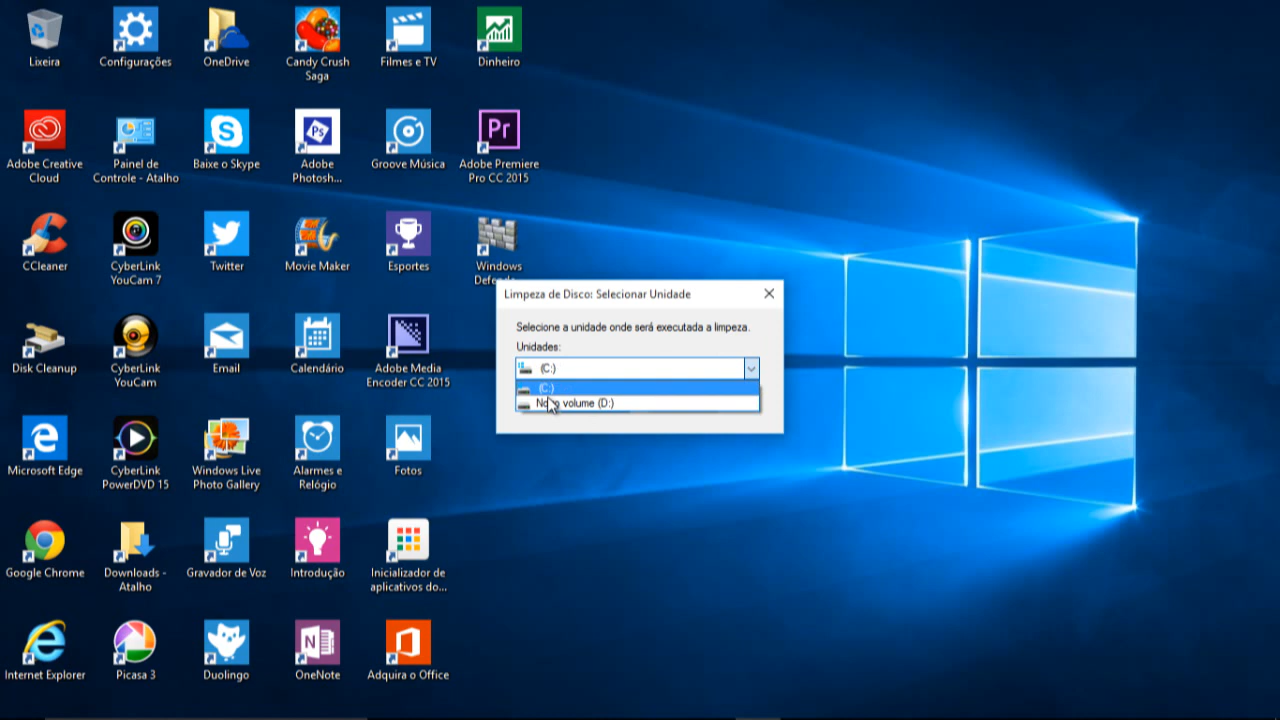 Lixeira
Configurações
OneDrive
Candy Crush
Saga
Filmes e TV
Dinheiro
Adobe Creative
Cloud
Painel de
Controle - Atalho
Baixe o Skype
Ps
Adobe
Photosh...
Groove Música
Pr
Adobe Premiere
Pro CC 2015
CCleaner
CyberLink
YouCam 7
Twitter
Movie Maker
Esportes
Windows
Limpeza de Disco: Selecionar Unidade
Selecione a unidade onde será executada a limpeza.
Unidades:
(C:)
(C:)
volume (D:)
Disk Cleanup
CyberLink
YouCam
Email
Calendário
Adobe Media
Encoder CC 2015
Microsoft Edge
CyberLink
PowerDVD 15
Windows Live
Photo Gallery
Alarmes e
Relógio
Fotos
Google Chrome
Downloads -
Atalho
Gravador de Voz
Introdução
Inicializador de
aplicativos do...
Internet Explorer
Picasa 3
Duolingo
OneNote
Adquira o Office